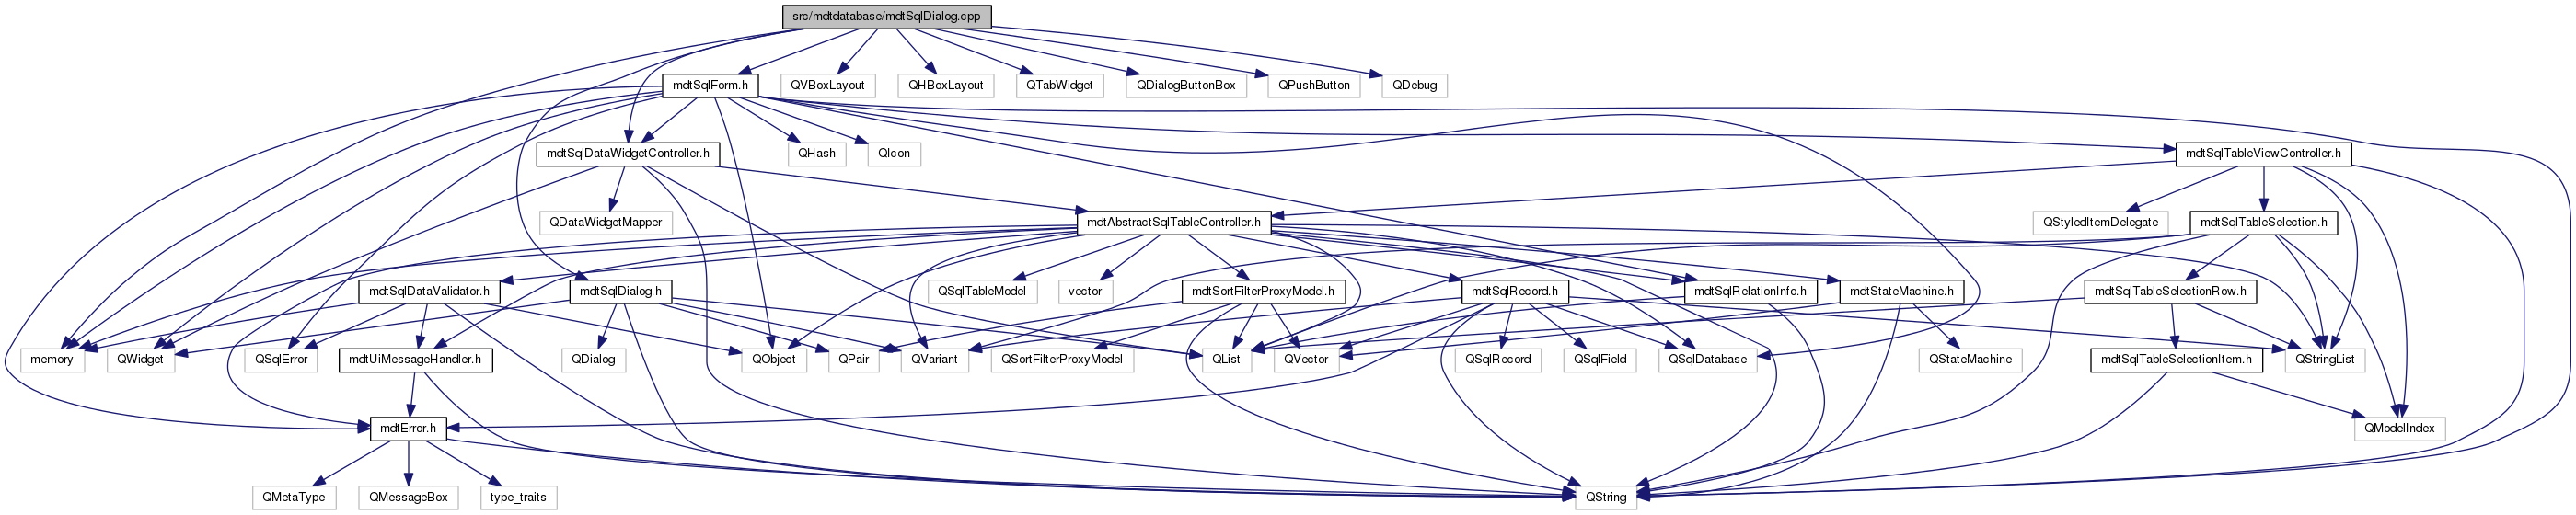 src/mdtdatabase/mdtSqlDialog.cpp
mdtSqlForm.h
QVBoxLayout
QHBoxLayout
QTabWidget
QDialogButtonBox
QPushButton
QDebug
mdtSqlDataWidgetController.h
QHash
QIcon
mdtSqlTableViewController.h
QDataWidgetMapper
mdtAbstractSqlTableController.h
QStyledItemDelegate
mdtSqlTableSelection.h
mdtSqlDataValidator.h
mdtSqlDialog.h
QSqlTableModel
vector
mdtSortFilterProxyModel.h
mdtSqlRecord.h
mdtSqlRelationInfo.h
mdtStateMachine.h
mdtSqlTableSelectionRow.h
memory
QWidget
QSqlError
mdtUiMessageHandler.h
QDialog
QObject
QPair
QVariant
QSortFilterProxyModel
QList
QVector
QSqlRecord
QSqlField
QSqlDatabase
QStateMachine
mdtSqlTableSelectionItem.h
QStringList
mdtError.h
QModelIndex
QMetaType
QMessageBox
type_traits
QString